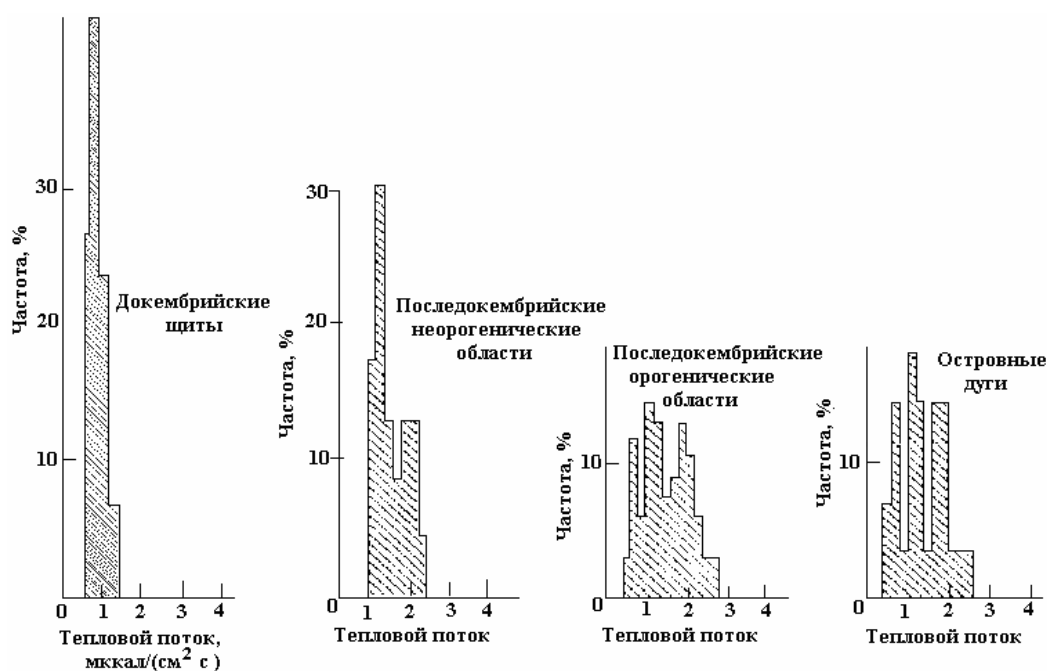 Частота, %
30
20
10
0 1 2 3 4
Тепловой поток,
мккал/(см² с )
Докембрийские
щиты
Частота, %
30
20
10
0 1 2 3 4
Тепловой поток
Последокембрийские
неорогенические
области
Частота, %
10
0 1 2 3 4
Тепловой поток
Последокембрийские
орогенические
области
Частота, %
10
0 1 2 3 4
Тепловой поток
Островные
дуги